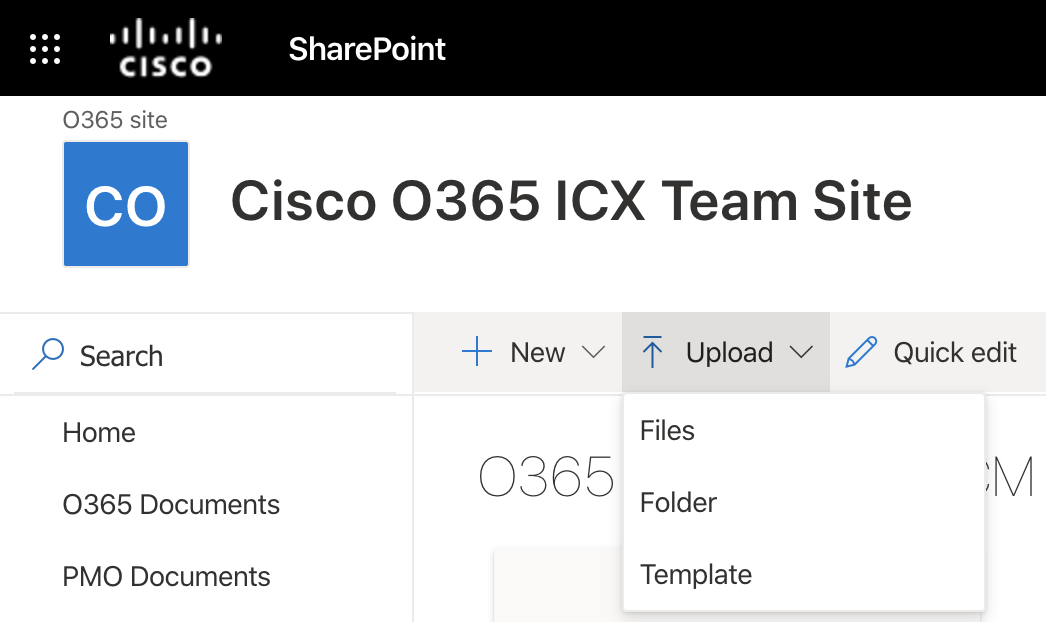 CISCO
SharePoint
O365 site
CO
Cisco O365 ICX Team Site
Search
New
Upload
Quick edit
Home
O365 Documents
PMO Documents
Files
Folder
Template
O365
CM